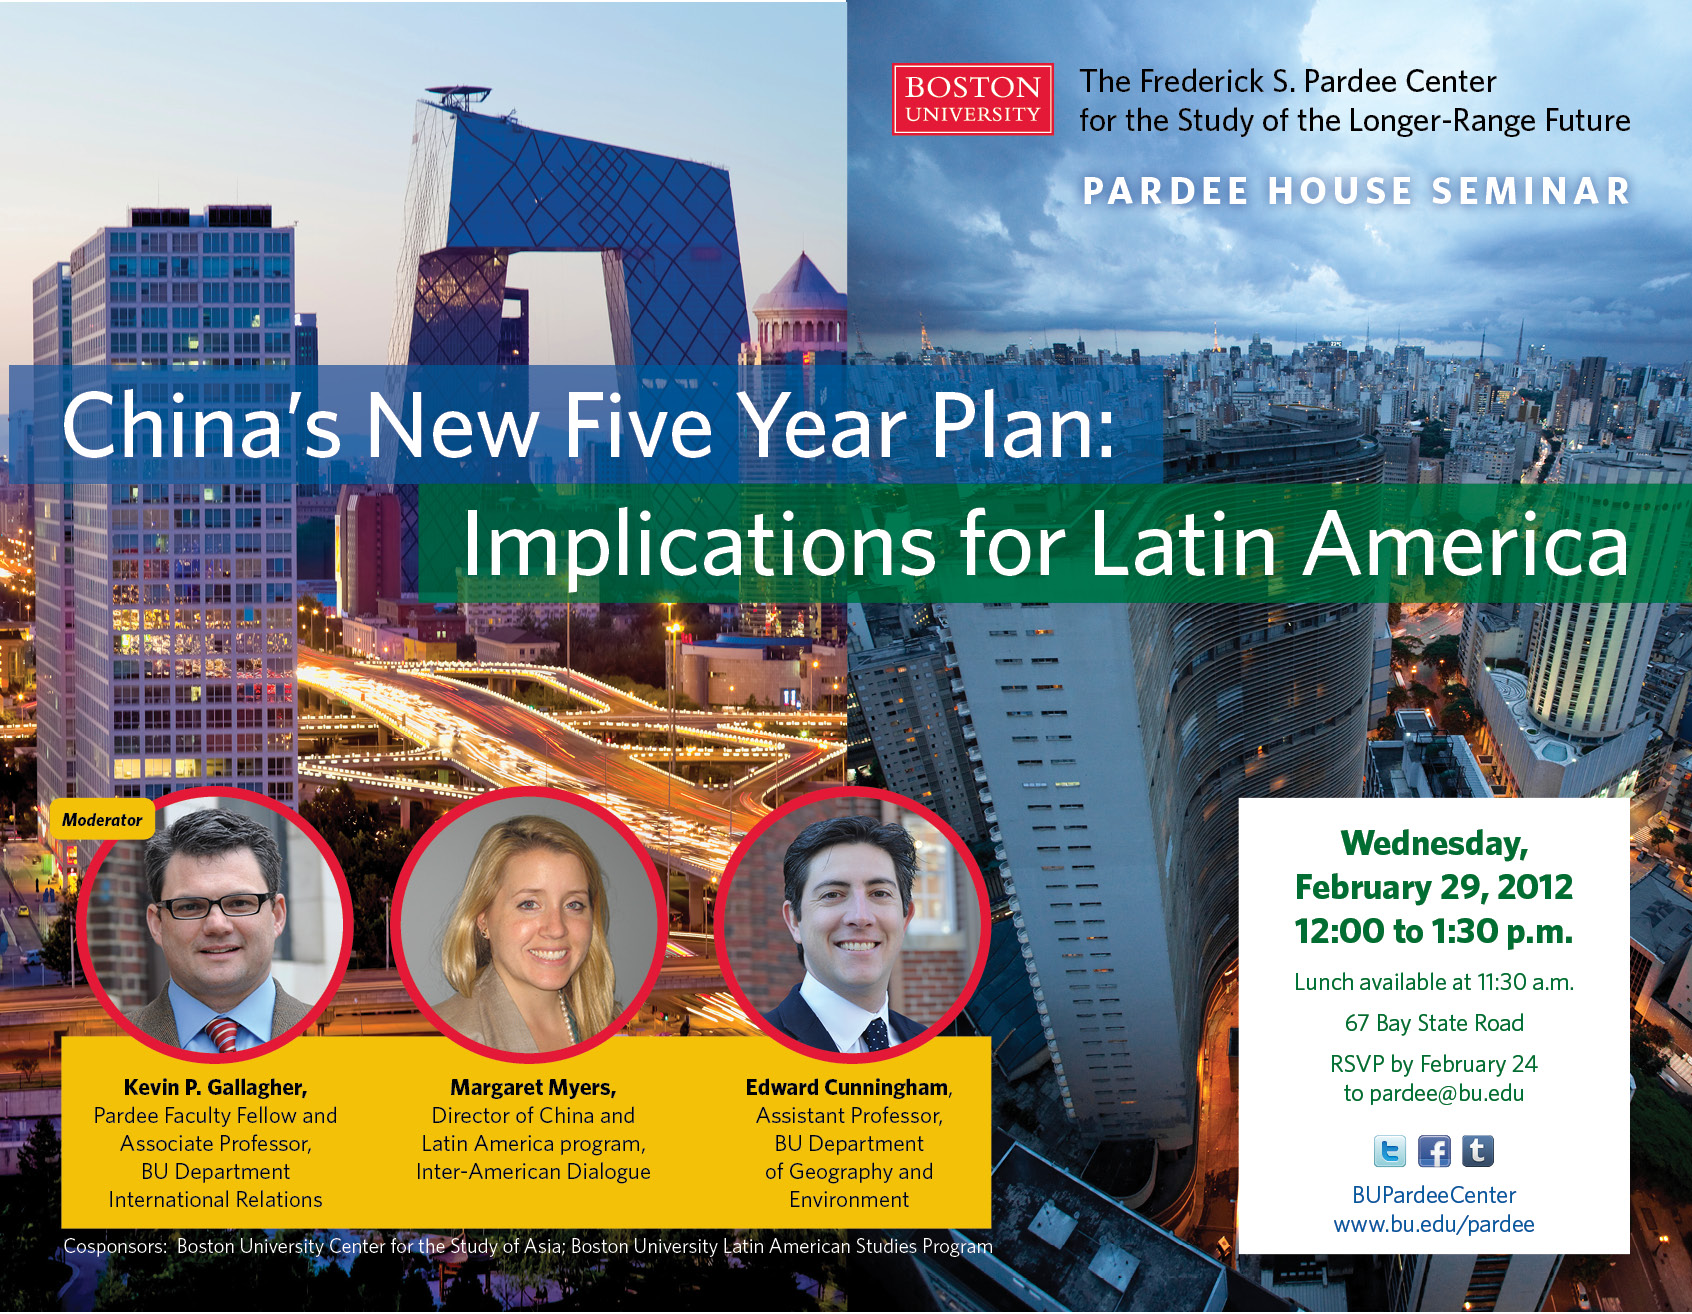 BOSTON
UNIVERSITY
The Frederick S. Pardee Center
for the Study of the Longer-Range Future
PARDEE HOUSE SEMINAR
China’s New Five Year Plan:
Implications for Latin America
Moderator
Kevin P. Gallagher,
Pardee Faculty Fellow and
Associate Professor,
BU Department
International Relations
Margaret Myers,
Director of China and
Latin America program,
Inter-American Dialogue
Edward Cunningham,
Assistant Professor,
BU Department
of Geography and
Environment
Cosponsors: Boston University Center for the Study of Asia; Boston University Latin American Studies Program
Wednesday,
February 29, 2012
12:00 to 1:30 p.m.
Lunch available at 11:30 a.m.
67 Bay State Road
RSVP by February 24
to pardee@bu.edu
BUPardeeCenter
www.bu.edu/pardee